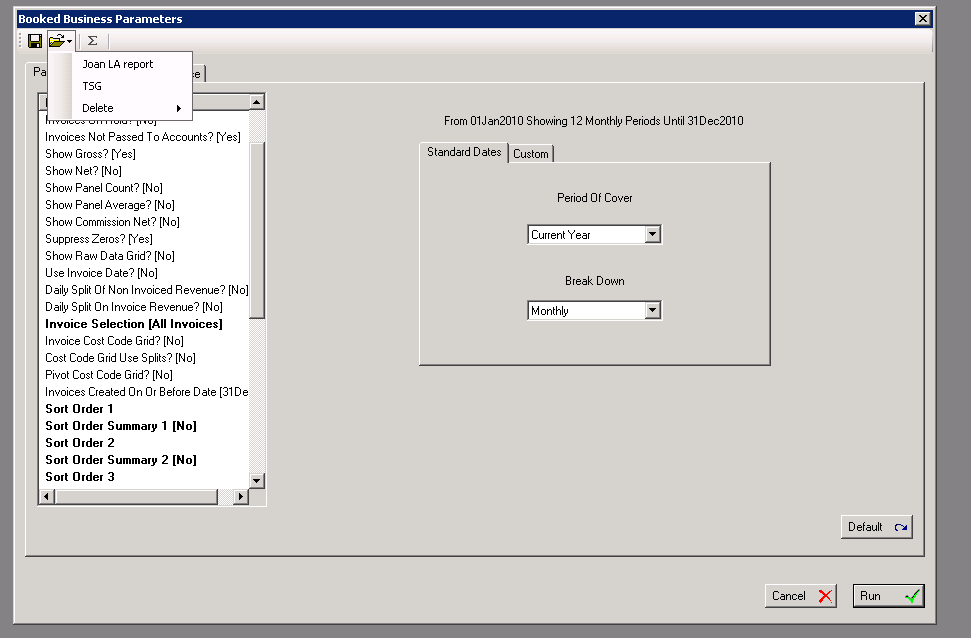 Booked Business Parameters
Σ
Joan LA report
TSG
Delete
Pa
ce
Invoices On Hold? [No]
Invoices Not Passed To Accounts? [Yes]
Show Gross? [Yes]
Show Net? [No]
Show Panel Count? [No]
Show Panel Average? [No]
Show Commission Net? [No]
Suppress Zeros? [Yes]
Show Raw Data Grid? [No]
Use Invoice Date? [No]
Daily Split Of Non Invoiced Revenue? [No]
Daily Split On Invoice Revenue? [No]
Invoice Selection [All Invoices]
Invoice Cost Code Grid? [No]
Cost Code Grid Use Splits? [No]
Pivot Cost Code Grid? [No]
Invoices Created On Or Before Date [31De
Sort Order 1
Sort Order Summary 1 [No]
Sort Order 2
Sort Order Summary 2 [No]
Sort Order 3
From 01Jan2010 Showing 12 Monthly Periods Until 31Dec2010
Standard Dates Custom
Period Of Cover
Current Year
Break Down
Monthly
Default
Cancel Run